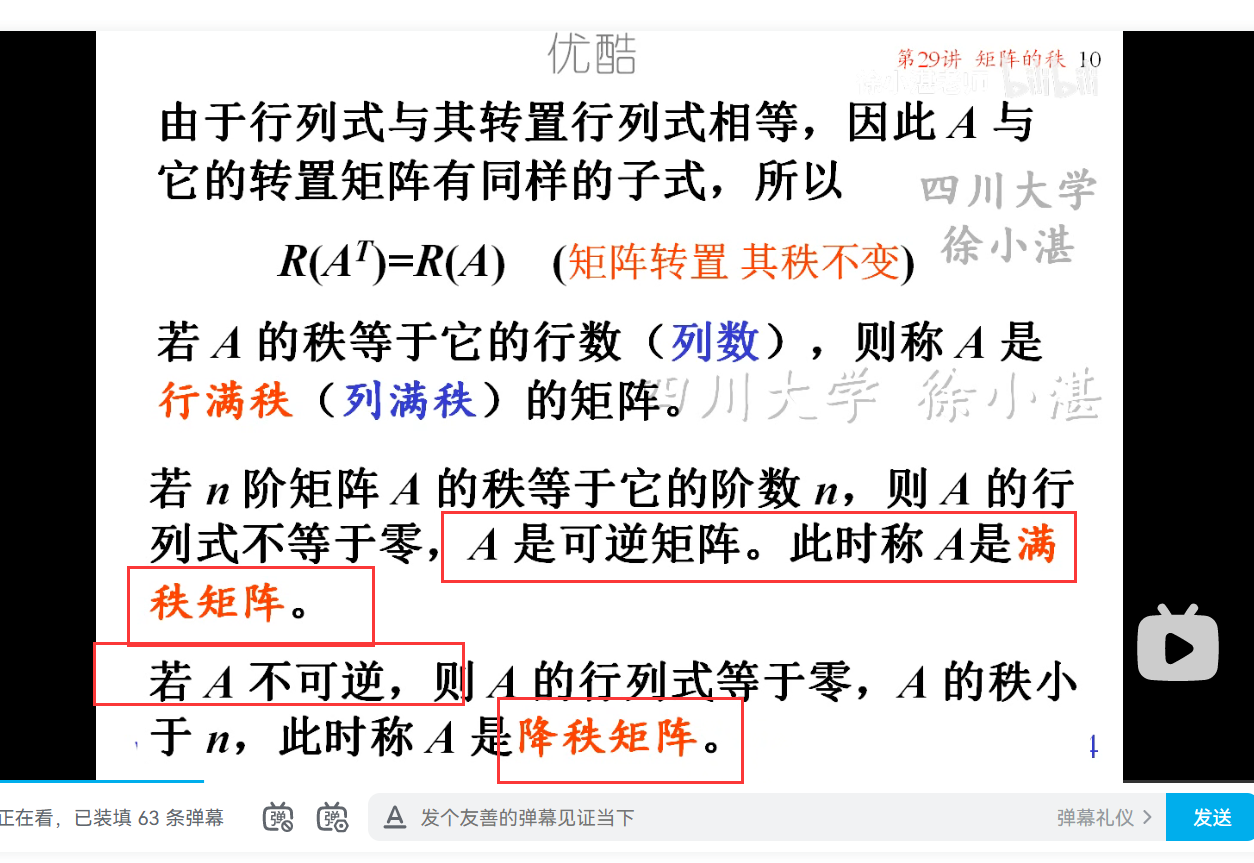 优酷
第29讲 矩阵的秩 10
bilibili
由于行列式与其转置行列式相等，因此 A 与
它的转置矩阵有同样的子式，所以
四川大学
徐小湛
R(Aᵀ)=R(A) (矩阵转置 其秩不变)
若 A 的秩等于它的行数（列数），则称 A 是
行满秩（列满秩）的矩阵。
四川大学 徐小湛
若 n 阶矩阵 A 的秩等于它的阶数 n，则 A 的行
列式不等于零，A 是可逆矩阵。此时称 A是满
秩矩阵。
若 A 不可逆，则 A 的行列式等于零，A 的秩小
于 n，此时称 A 是降秩矩阵。
正在看，已装填 63 条弹幕
弹
弹
A
发个友善的弹幕见证当下
弹幕礼仪 >
发送